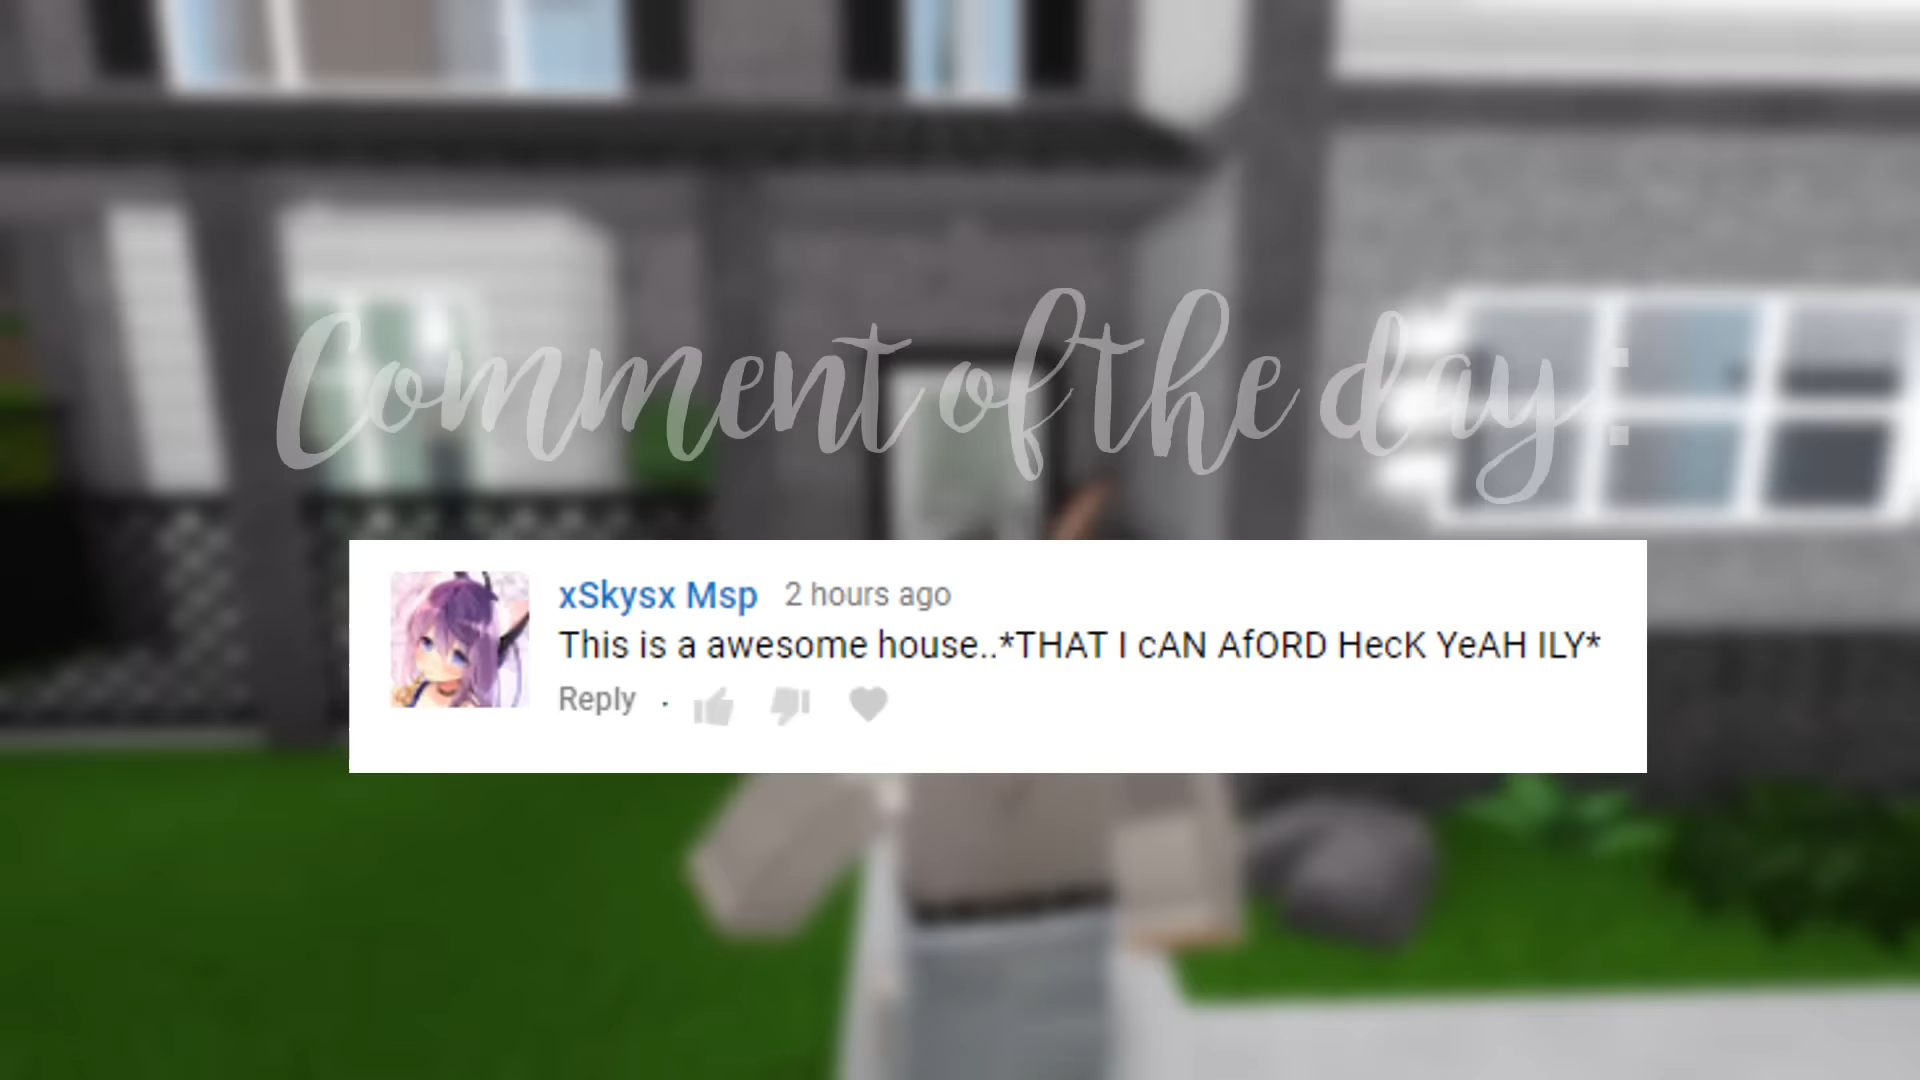 Comment of the day :
xSkysx Msp 2 hours ago
This is a awesome house..*THAT I cAN AfORD HecK YeAH ILY*
Reply ·